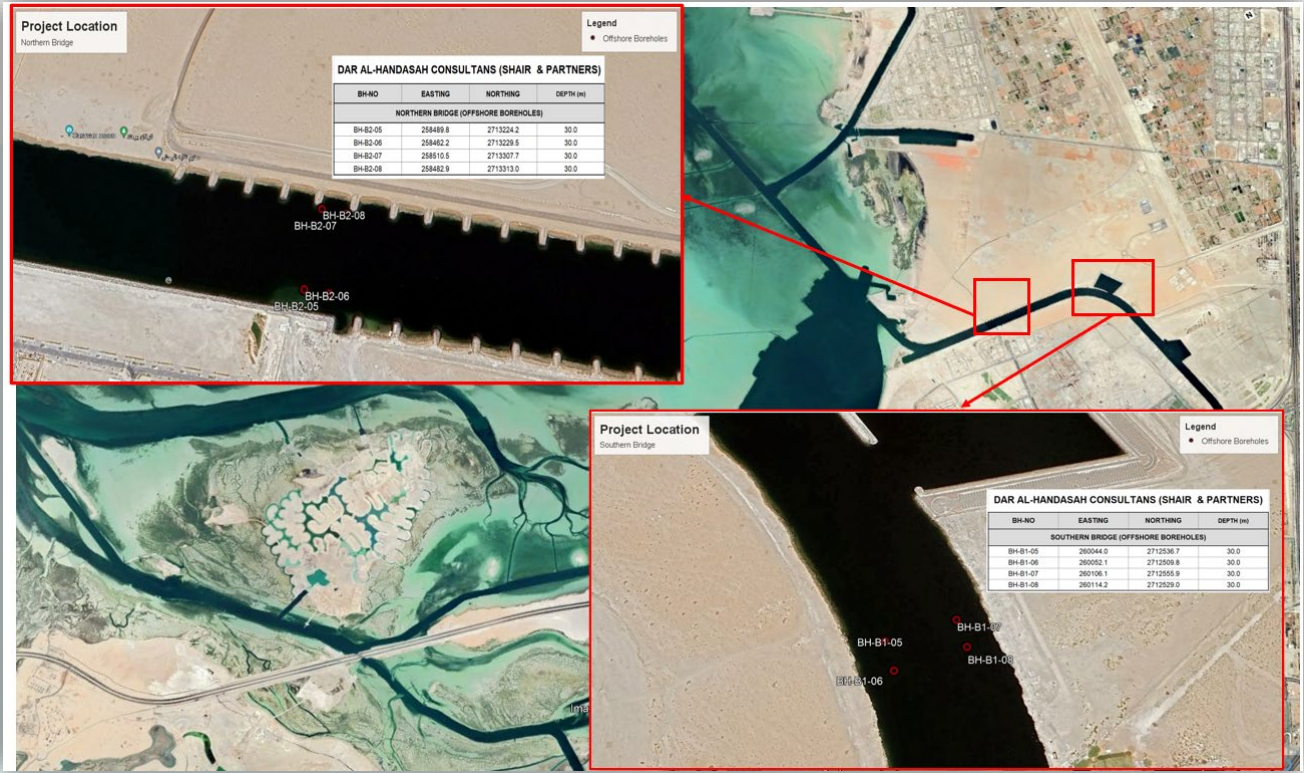 Project Location
Northern Bridge
Legend
Offshore Boreholes
DAR AL-HANDASAH CONSULTANS (SHAIR & PARTNERS)
BH-NO EASTING NORTHING DEPTH (m)
NORTHERN BRIDGE (OFFSHORE BOREHOLES)
BH-B2-05 258489.8 2713224.2 30.0
BH-B2-06 258462.2 2713229.5 30.0
BH-B2-07 258510.5 2713307.7 30.0
BH-B2-08 258482.9 2713313.0 30.0
BH-B2-08
BH-B2-07
BH-B2-06
BH-B2-05
N
Project Location
Southern Bridge
Legend
Offshore Boreholes
DAR AL-HANDASAH CONSULTANS (SHAIR & PARTNERS)
BH-NO EASTING NORTHING DEPTH (m)
SOUTHERN BRIDGE (OFFSHORE BOREHOLES)
BH-B1-05 260044.0 2712536.7 30.0
BH-B1-06 260052.1 2712509.8 30.0
BH-B1-07 260106.1 2712555.9 30.0
BH-B1-08 260114.2 2712529.0 30.0
BH-B1-07
BH-B1-05
BH-B1-08
BH-B1-06
Ima